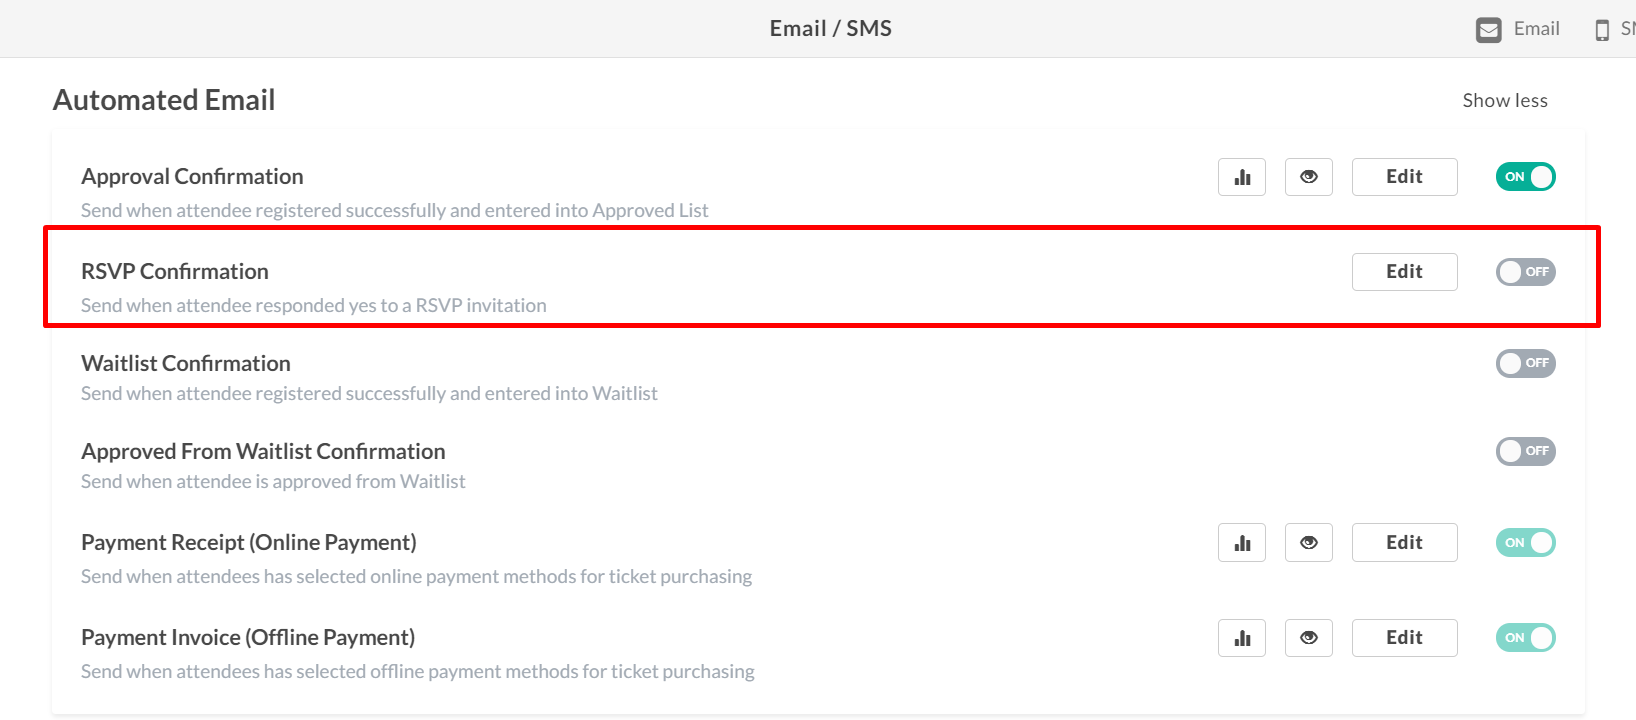 Email / SMS
Email
Automated Email
Show less
Approval Confirmation
Edit
ON
Send when attendee registered successfully and entered into Approved List
RSVP Confirmation
Edit
OFF
Send when attendee responded yes to a RSVP invitation
Waitlist Confirmation
OFF
Send when attendee registered successfully and entered into Waitlist
Approved From Waitlist Confirmation
OFF
Send when attendee is approved from Waitlist
Payment Receipt (Online Payment)
Edit
ON
Send when attendees has selected online payment methods for ticket purchasing
Payment Invoice (Offline Payment)
Edit
ON
Send when attendees has selected offline payment methods for ticket purchasing